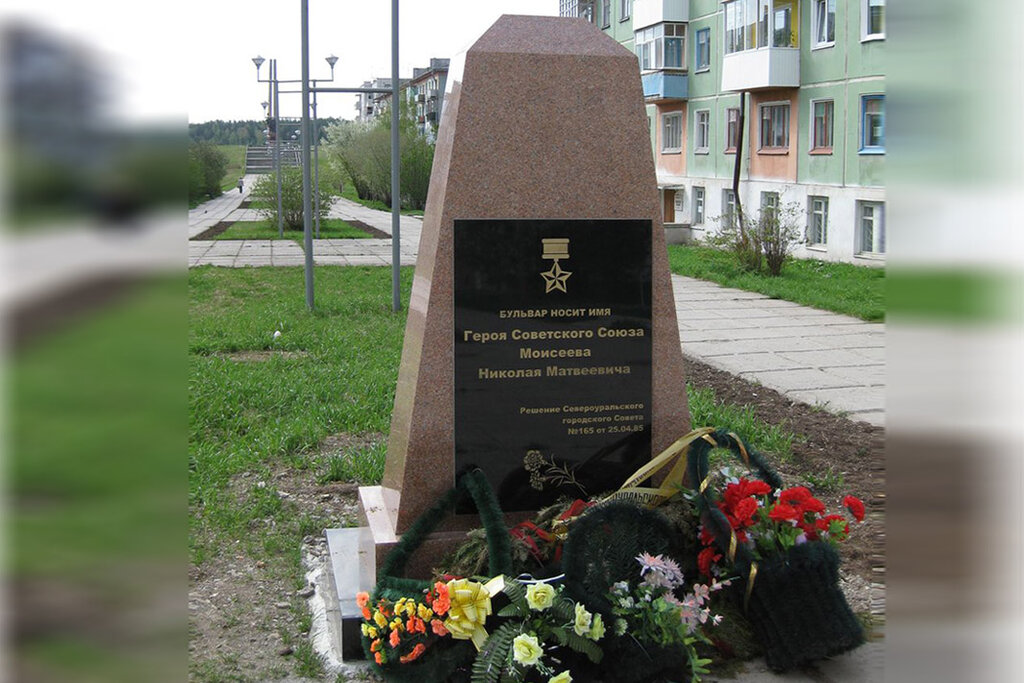 БУЛЬВАР НОСИТ ИМЯ
Героя Советского Союза
Моисеева
Николая Матвеевича
Решение Североуральского
городского Совета
№165 от 25.04.85